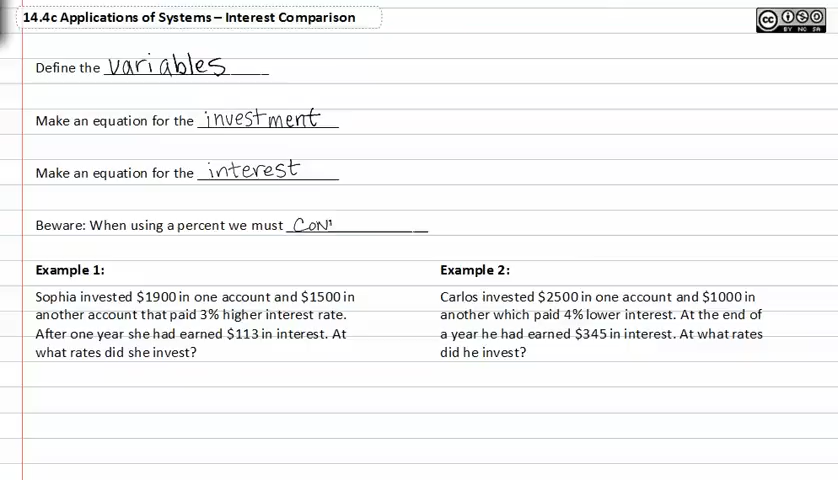 14.4c Applications of Systems – Interest Comparison
cc BY NC SA
Define the variables
Make an equation for the investment
Make an equation for the interest
Beware: When using a percent we must con
Example 1:
Sophia invested $1900 in one account and $1500 in
another account that paid 3% higher interest rate.
After one year she had earned $113 in interest. At
what rates did she invest?
Example 2:
Carlos invested $2500 in one account and $1000 in
another which paid 4% lower interest. At the end of
a year he had earned $345 in interest. At what rates
did he invest?